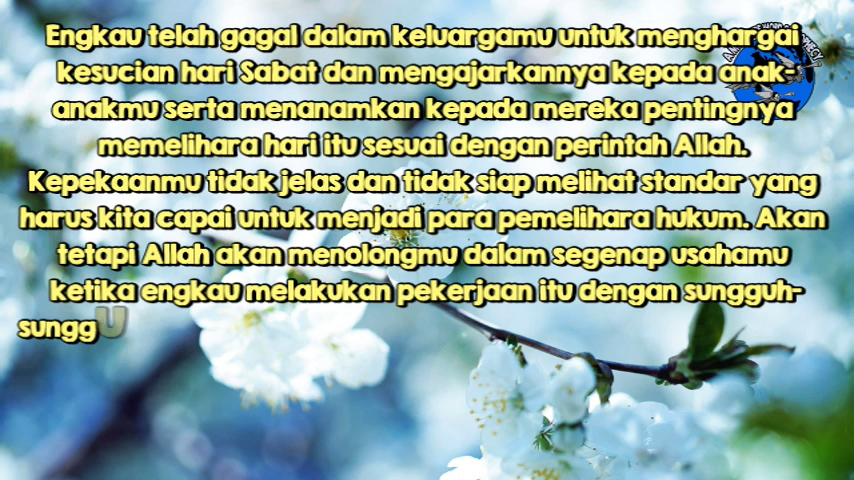 Engkau telah gagal dalam keluargamu untuk menghargai
kesucian hari Sabat dan mengajarkannya kepada anak-
anakmu serta menanamkan kepada mereka pentingnya
memelihara hari itu sesuai dengan perintah Allah.
Kepekaanmu tidak jelas dan tidak siap melihat standar yang
harus kita capai untuk menjadi para pemelihara hukum. Akan
tetapi Allah akan menolongmu dalam segenap usahamu
ketika engkau melakukan pekerjaan itu dengan sungguh-
sunggu